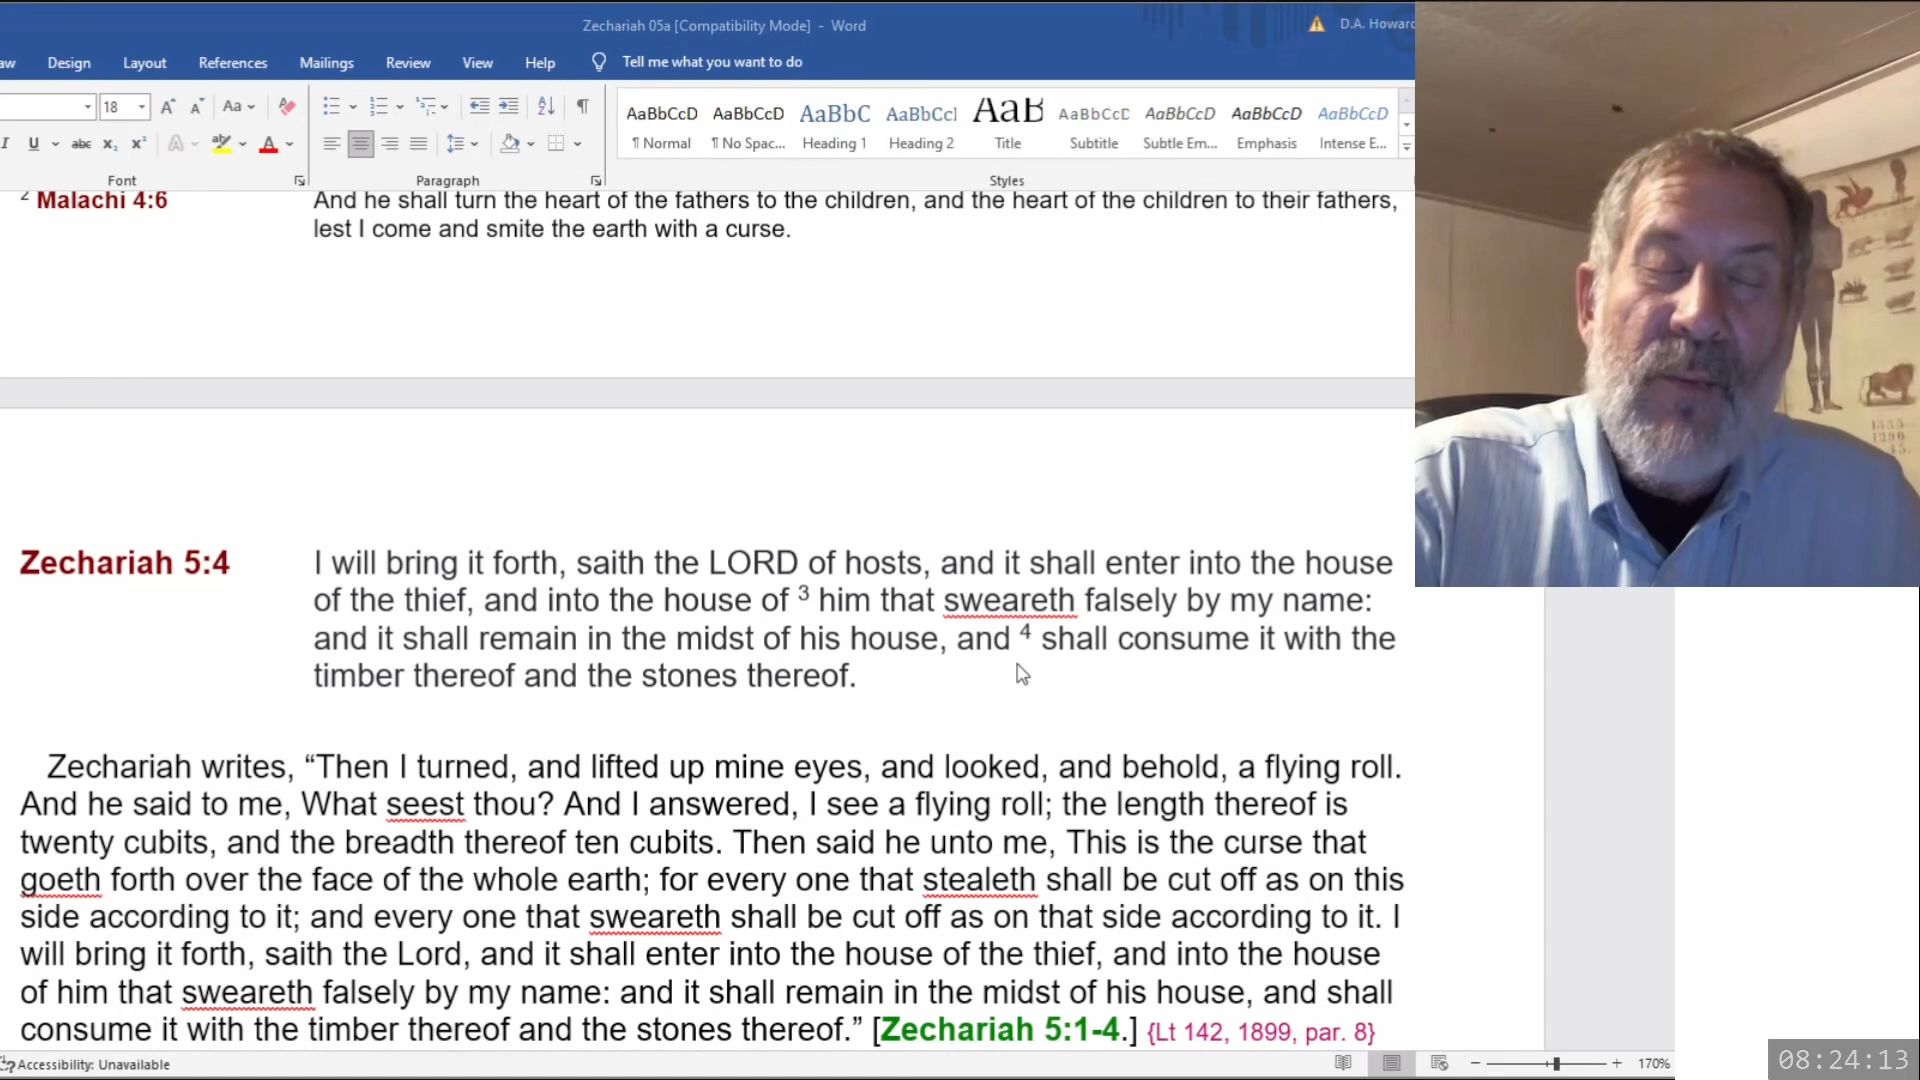 Zechariah 05a [Compatibility Mode] - Word
D.A. Howard
aw Design Layout References Mailings Review View Help Tell me what you want to do
18 Aa
AaBbCcD AaBbCcD AaBbC AaBbCcI AaB AaBbCcD AaBbCcD AaBbCcD AaBbCcD
I U abc X₂ X² A A
¶ Normal ¶ No Spac... Heading 1 Heading 2 Title Subtitle Subtle Em... Emphasis Intense E...
Font Paragraph Styles
2 Malachi 4:6 And he shall turn the heart of the fathers to the children, and the heart of the children to their fathers,
lest I come and smite the earth with a curse.
Zechariah 5:4 I will bring it forth, saith the LORD of hosts, and it shall enter into the house
of the thief, and into the house of 3 him that sweareth falsely by my name:
and it shall remain in the midst of his house, and 4 shall consume it with the
timber thereof and the stones thereof.
Zechariah writes, “Then I turned, and lifted up mine eyes, and looked, and behold, a flying roll.
And he said to me, What seest thou? And I answered, I see a flying roll; the length thereof is
twenty cubits, and the breadth thereof ten cubits. Then said he unto me, This is the curse that
goeth forth over the face of the whole earth; for every one that stealeth shall be cut off as on this
side according to it; and every one that sweareth shall be cut off as on that side according to it. I
will bring it forth, saith the Lord, and it shall enter into the house of the thief, and into the house
of him that sweareth falsely by my name: and it shall remain in the midst of his house, and shall
consume it with the timber thereof and the stones thereof.” [Zechariah 5:1-4.] {Lt 142, 1899, par. 8}
Accessibility: Unavailable
170%
1335
1290
45.
08:24:13